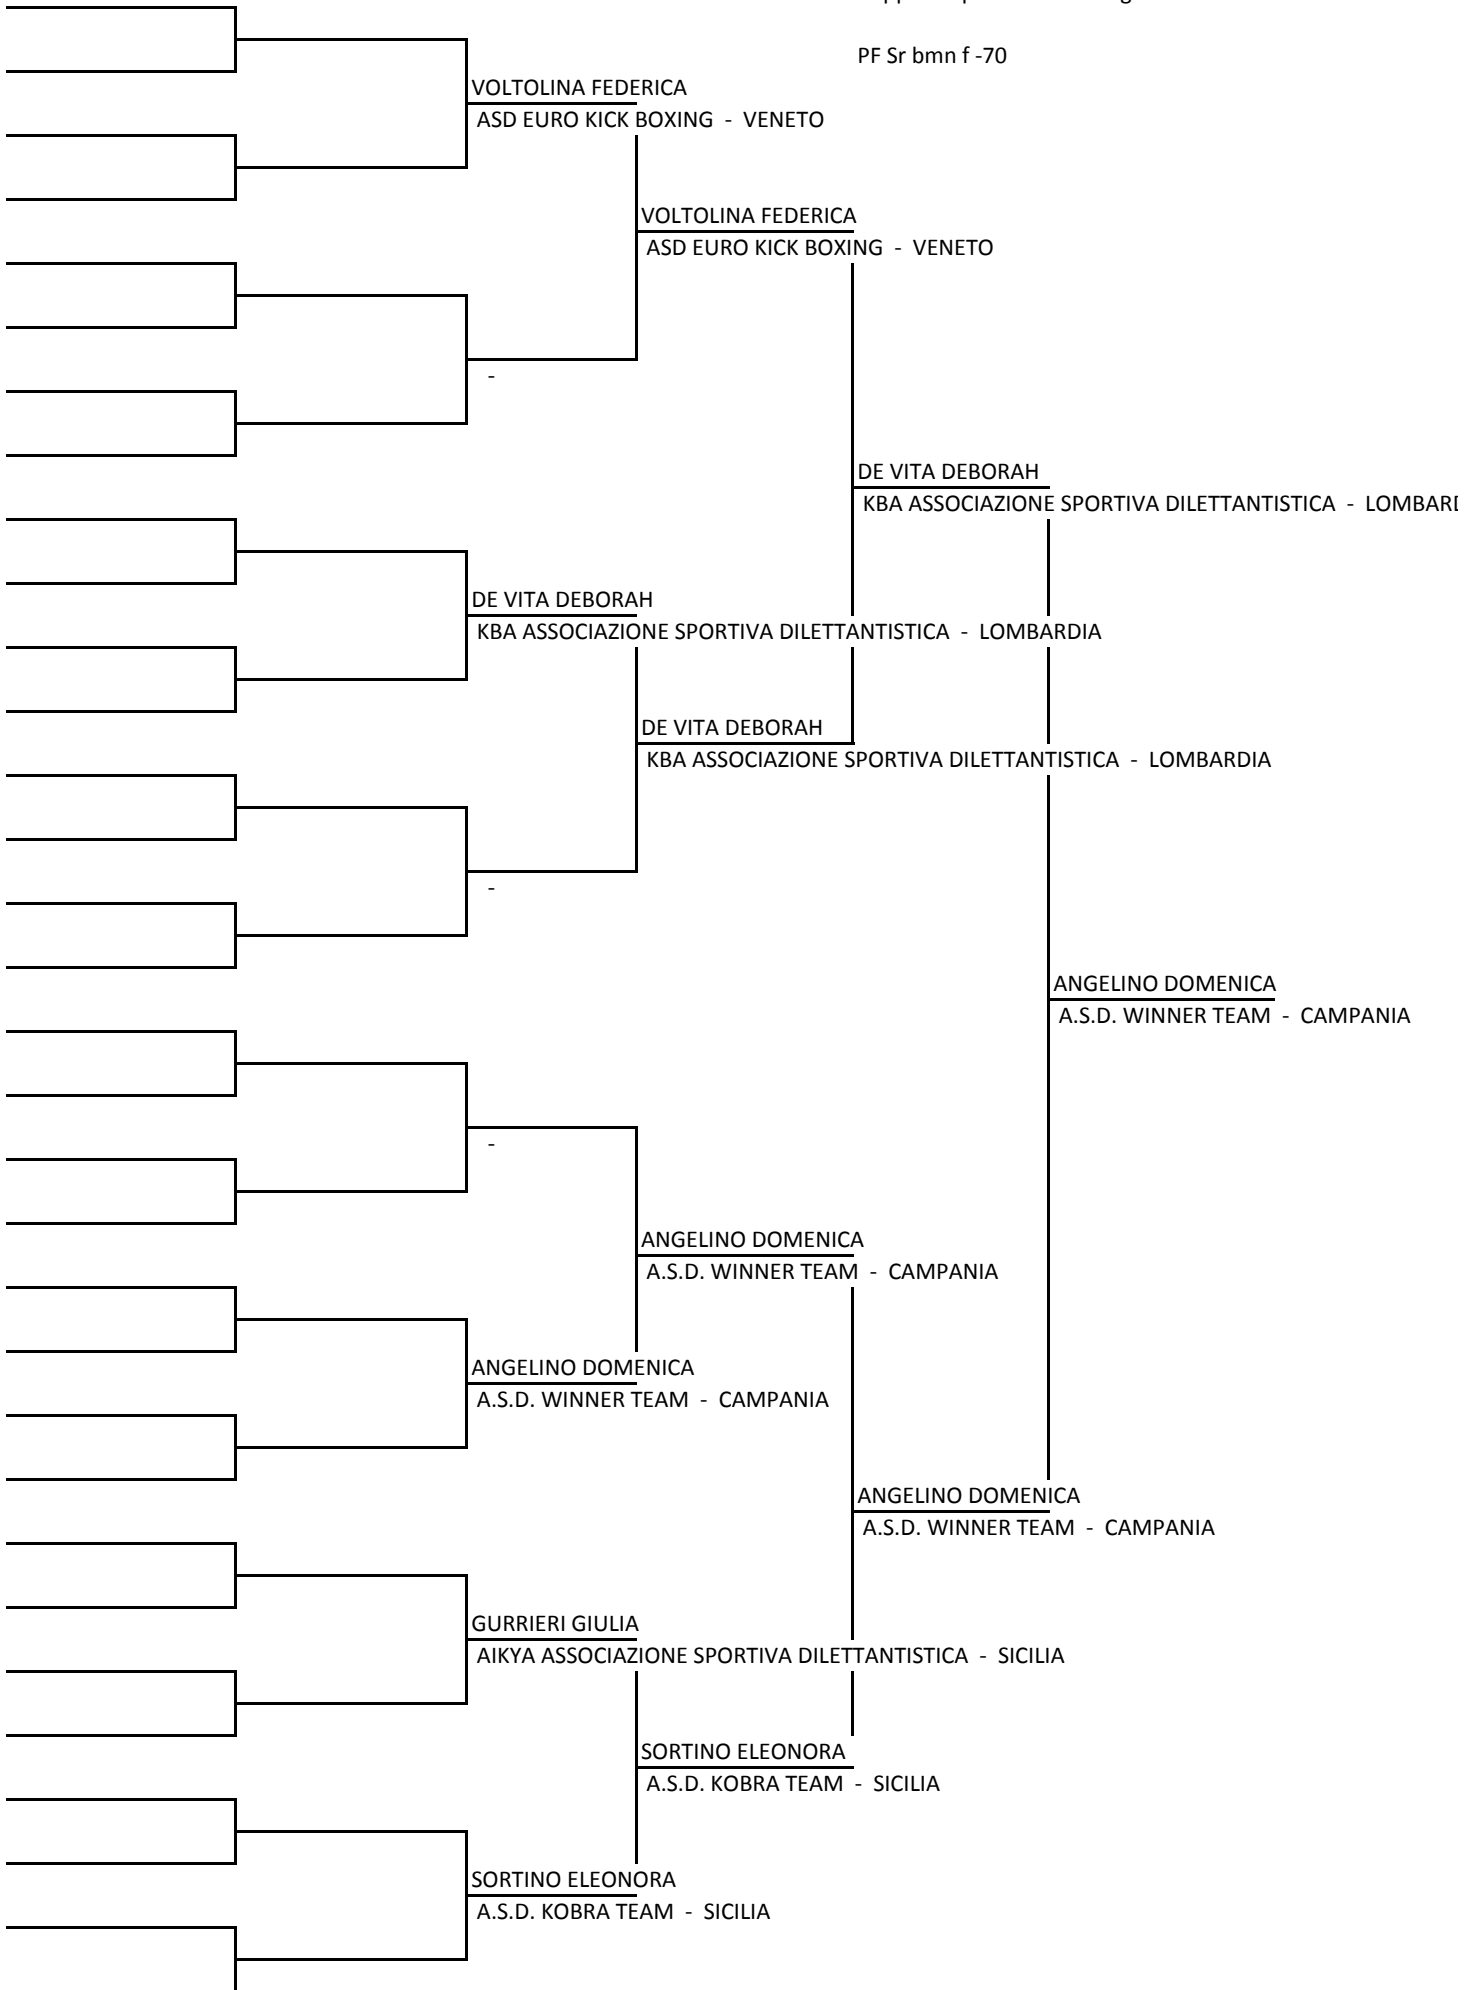 PF Sr bmn f -70
VOLTOLINA FEDERICA
ASD EURO KICK BOXING - VENETO
VOLTOLINA FEDERICA
ASD EURO KICK BOXING - VENETO
-
DE VITA DEBORAH
KBA ASSOCIAZIONE SPORTIVA DILETTANTISTICA - LOMBARD
DE VITA DEBORAH
KBA ASSOCIAZIONE SPORTIVA DILETTANTISTICA - LOMBARDIA
DE VITA DEBORAH
KBA ASSOCIAZIONE SPORTIVA DILETTANTISTICA - LOMBARDIA
-
ANGELINO DOMENICA
A.S.D. WINNER TEAM - CAMPANIA
-
ANGELINO DOMENICA
A.S.D. WINNER TEAM - CAMPANIA
ANGELINO DOMENICA
A.S.D. WINNER TEAM - CAMPANIA
ANGELINO DOMENICA
A.S.D. WINNER TEAM - CAMPANIA
GURRIERI GIULIA
AIKYA ASSOCIAZIONE SPORTIVA DILETTANTISTICA - SICILIA
SORTINO ELEONORA
A.S.D. KOBRA TEAM - SICILIA
SORTINO ELEONORA
A.S.D. KOBRA TEAM - SICILIA